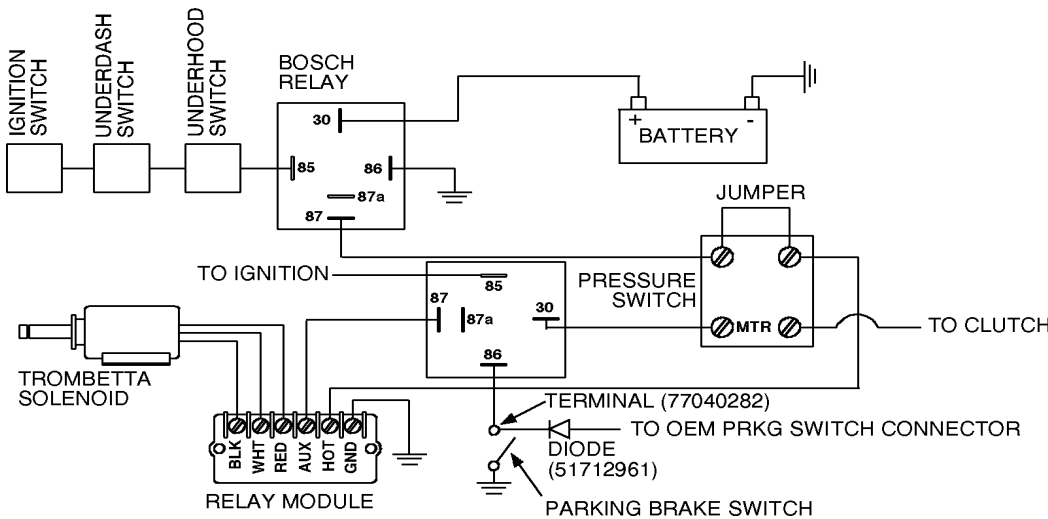 IGNITION
SWITCH
UNDERDASH
SWITCH
UNDERHOOD
SWITCH
BOSCH
RELAY
30
85
86
87a
87
+
-
BATTERY
JUMPER
TO IGNITION
85
87
87a
30
86
PRESSURE
SWITCH
MTR
TO CLUTCH
TROMBETTA
SOLENOID
TERMINAL (77040282)
TO OEM PRKG SWITCH CONNECTOR
DIODE
(51712961)
BLK
WHT
RED
AUX
HOT
GND
RELAY MODULE
PARKING BRAKE SWITCH